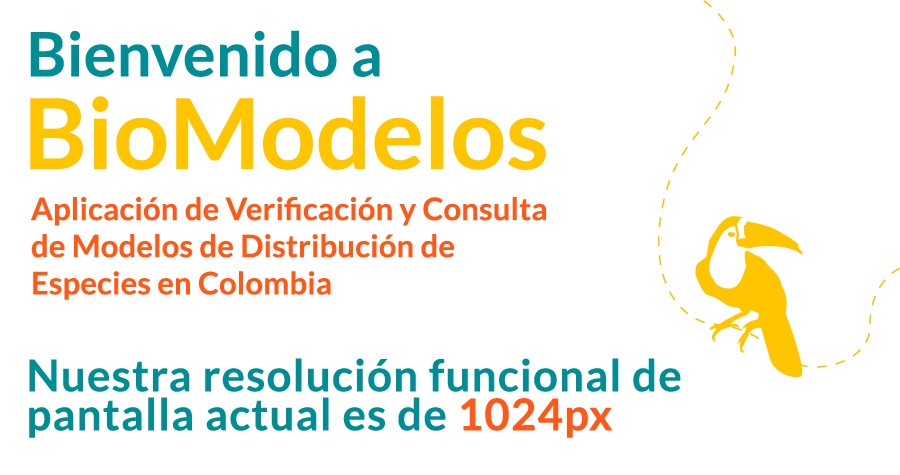 Bienvenido a
BioModelos
Aplicación de Verificación y Consulta
de Modelos de Distribución de
Especies en Colombia
Nuestra resolución funcional de
pantalla actual es de 1024px